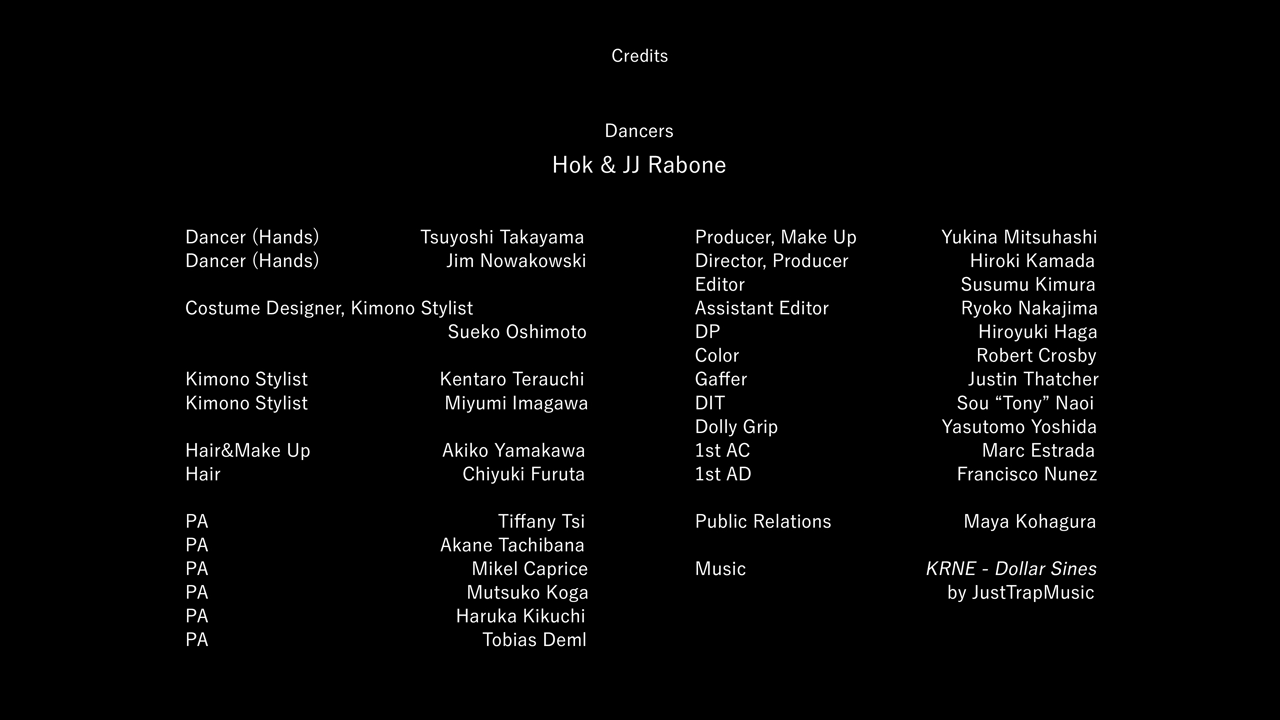 Credits
Dancers
Hok & JJ Rabone
Dancer (Hands) Tsuyoshi Takayama
Dancer (Hands) Jim Nowakowski
Costume Designer, Kimono Stylist
Sueko Oshimoto
Kimono Stylist Kentaro Terauchi
Kimono Stylist Miyumi Imagawa
Hair&Make Up Akiko Yamakawa
Hair Chiyuki Furuta
PA Tiffany Tsi
PA Akane Tachibana
PA Mikel Caprice
PA Mutsuko Koga
PA Haruka Kikuchi
PA Tobias Deml
Producer, Make Up Yukina Mitsuhashi
Director, Producer Hiroki Kamada
Editor Susumu Kimura
Assistant Editor Ryoko Nakajima
DP Hiroyuki Haga
Color Robert Crosby
Gaffer Justin Thatcher
DIT Sou “Tony” Naoi
Dolly Grip Yasutomo Yoshida
1st AC Marc Estrada
1st AD Francisco Nunez
Public Relations Maya Kohagura
Music KRNE - Dollar Sines
by JustTrapMusic